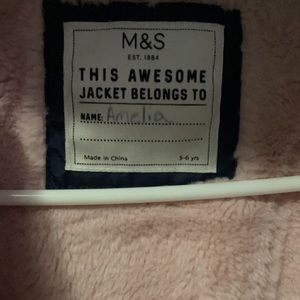 M&S
EST. 1884
THIS AWESOME
JACKET BELONGS TO
NAME: Amelia
Made in China 5-6 yrs